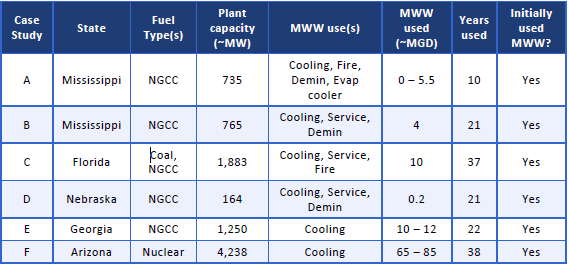 Case Study State Fuel Type(s) Plant capacity (~MW) MWW use(s) MWW used (~MGD) Years used Initially used MWW?
A Mississippi NGCC 735 Cooling, Fire, Demin, Evap cooler 0 – 5.5 10 Yes
B Mississippi NGCC 765 Cooling, Service, Demin 4 21 Yes
C Florida Coal, NGCC 1,883 Cooling, Service, Fire 10 37 Yes
D Nebraska NGCC 164 Cooling, Service, Demin 0.2 21 Yes
E Georgia NGCC 1,250 Cooling 10 – 12 22 Yes
F Arizona Nuclear 4,238 Cooling 65 – 85 38 Yes